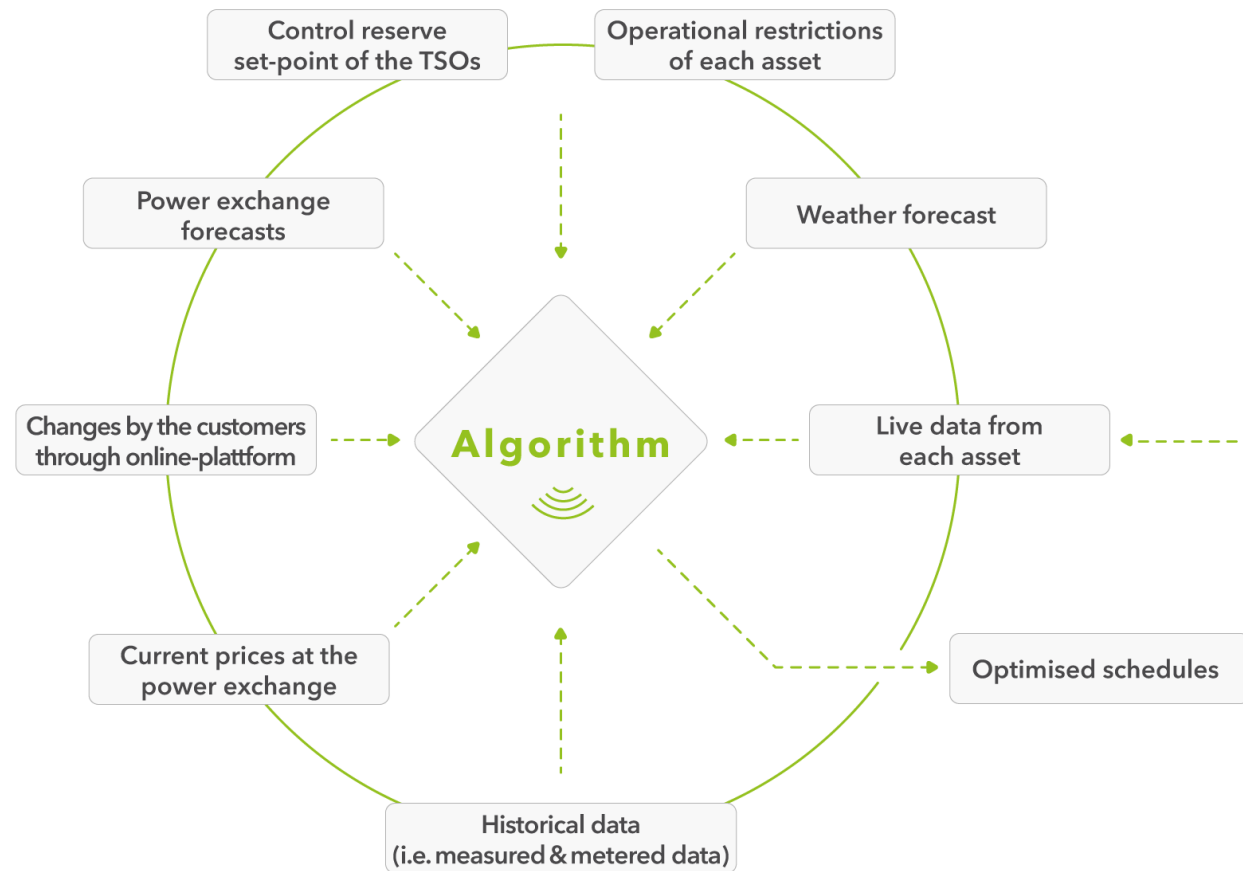 Control reserve
set-point of the TSOs
Operational restrictions
of each asset
Power exchange
forecasts
Weather forecast
Changes by the customers
through online-plattform
Algorithm
Live data from
each asset
Current prices at the
power exchange
Optimised schedules
Historical data
(i.e. measured & metered data)